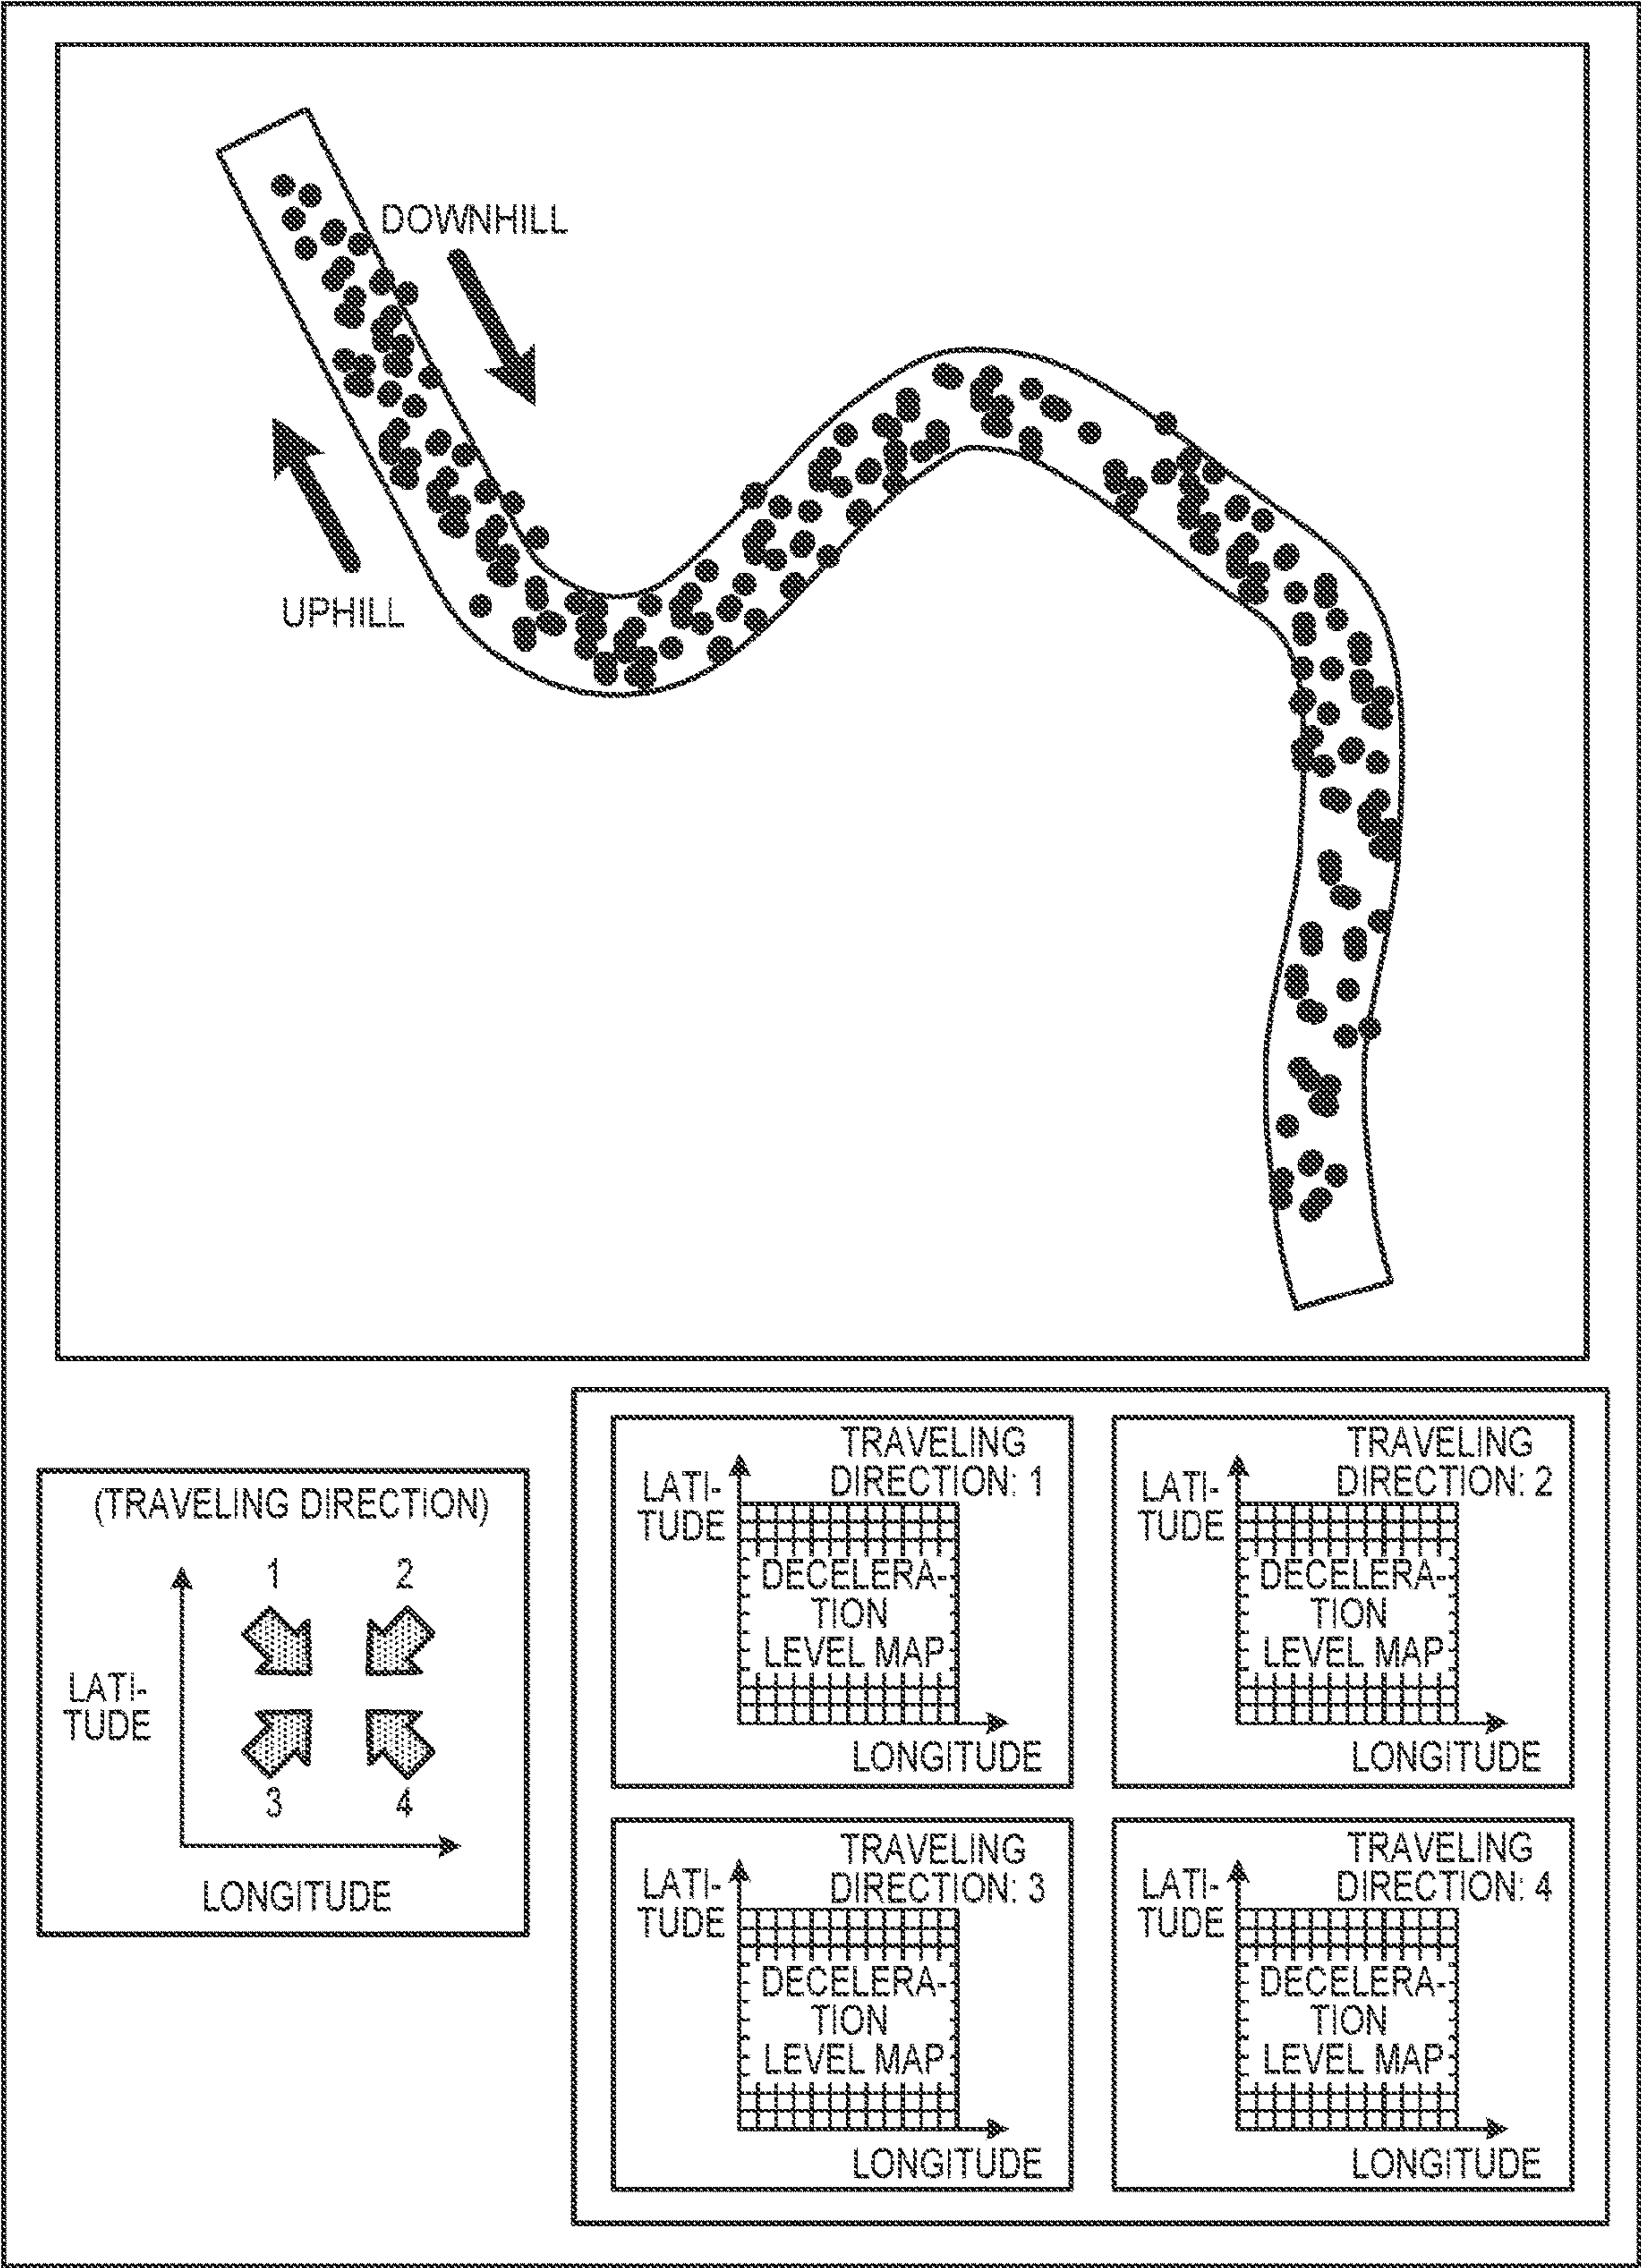 DOWNHILL
UPHILL
(TRAVELING DIRECTION)
1
2
LATI-
TUDE
3
4
LONGITUDE
TRAVELING
DIRECTION: 1
LATI-
TUDE
DECELERA-
TION
LEVEL MAP
LONGITUDE
TRAVELING
DIRECTION: 2
LATI-
TUDE
DECELERA-
TION
LEVEL MAP
LONGITUDE
TRAVELING
DIRECTION: 3
LATI-
TUDE
DECELERA-
TION
LEVEL MAP
LONGITUDE
TRAVELING
DIRECTION: 4
LATI-
TUDE
DECELERA-
TION
LEVEL MAP
LONGITUDE